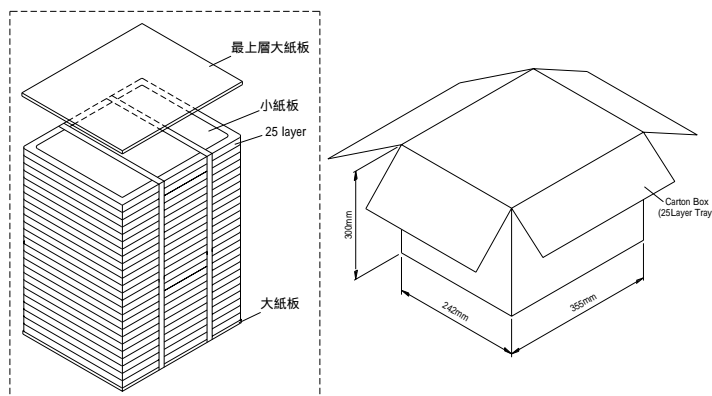 最上層大紙板
小紙板
25 layer
大紙板
300mm
242mm
355mm
Carton Box
(25Layer Tray